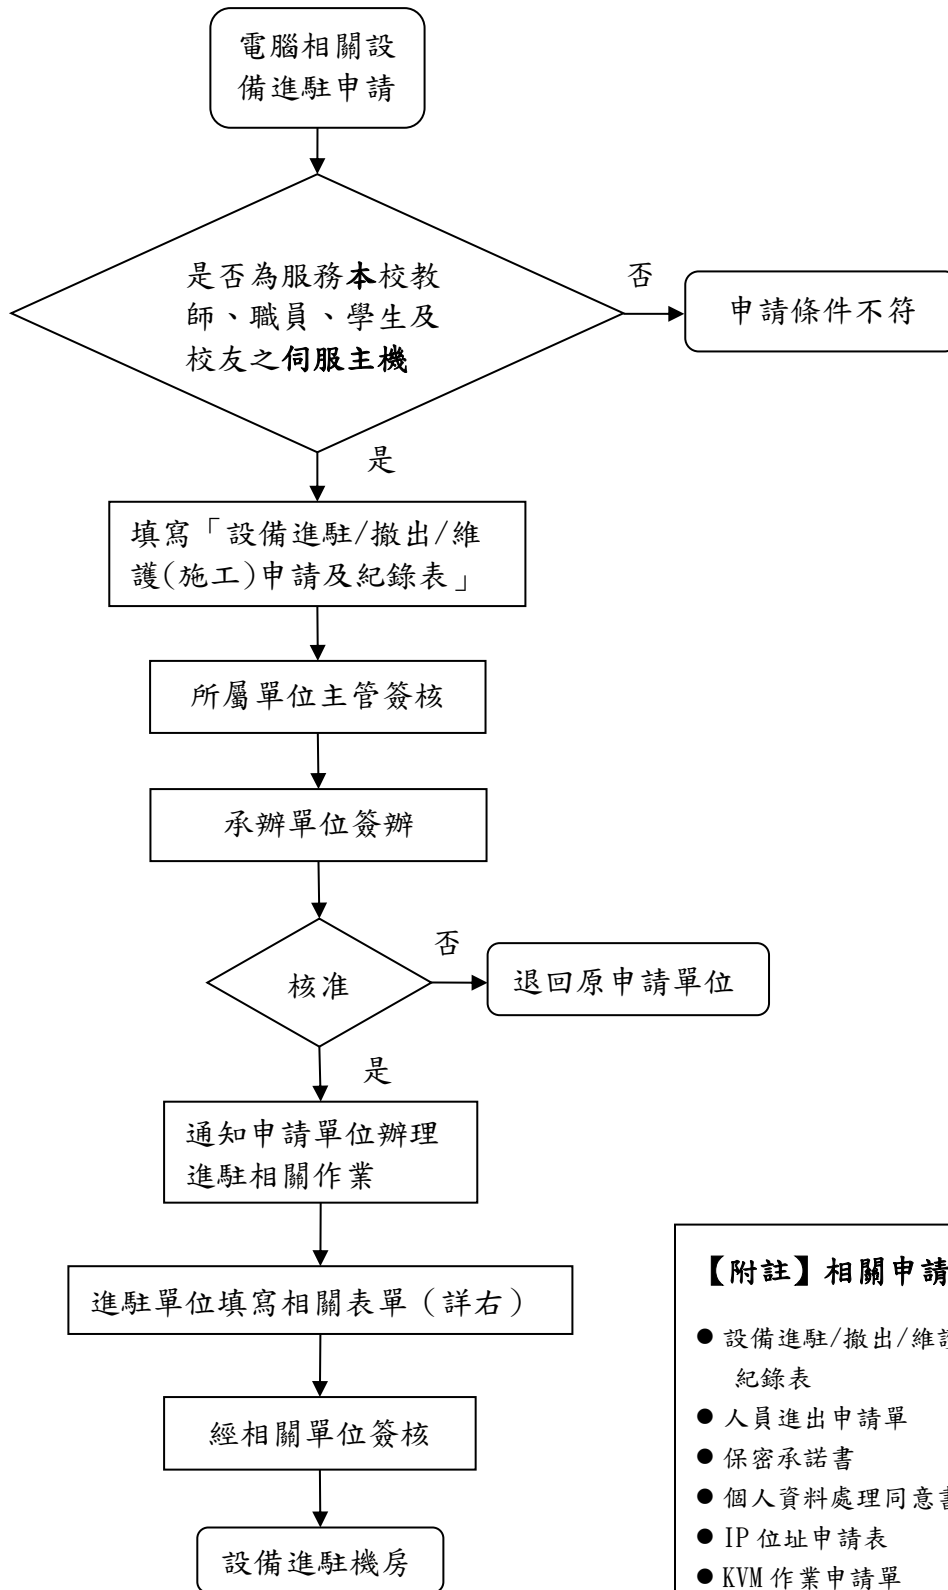 電腦相關設
備進駐申請
是否為服務本校教
師、職員、學生及
校友之伺服主機
否
申請條件不符
是
填寫「設備進駐/撤出/維
護(施工)申請及紀錄表」
所屬單位主管簽核
承辦單位簽辦
核准
否
退回原申請單位
是
通知申請單位辦理
進駐相關作業
進駐單位填寫相關表單（詳右）
經相關單位簽核
設備進駐機房
【附註】相關申請
● 設備進駐/撤出/維護
紀錄表
● 人員進出申請單
● 保密承諾書
● 個人資料處理同意書
● IP 位址申請表
● KVM 作業申請單